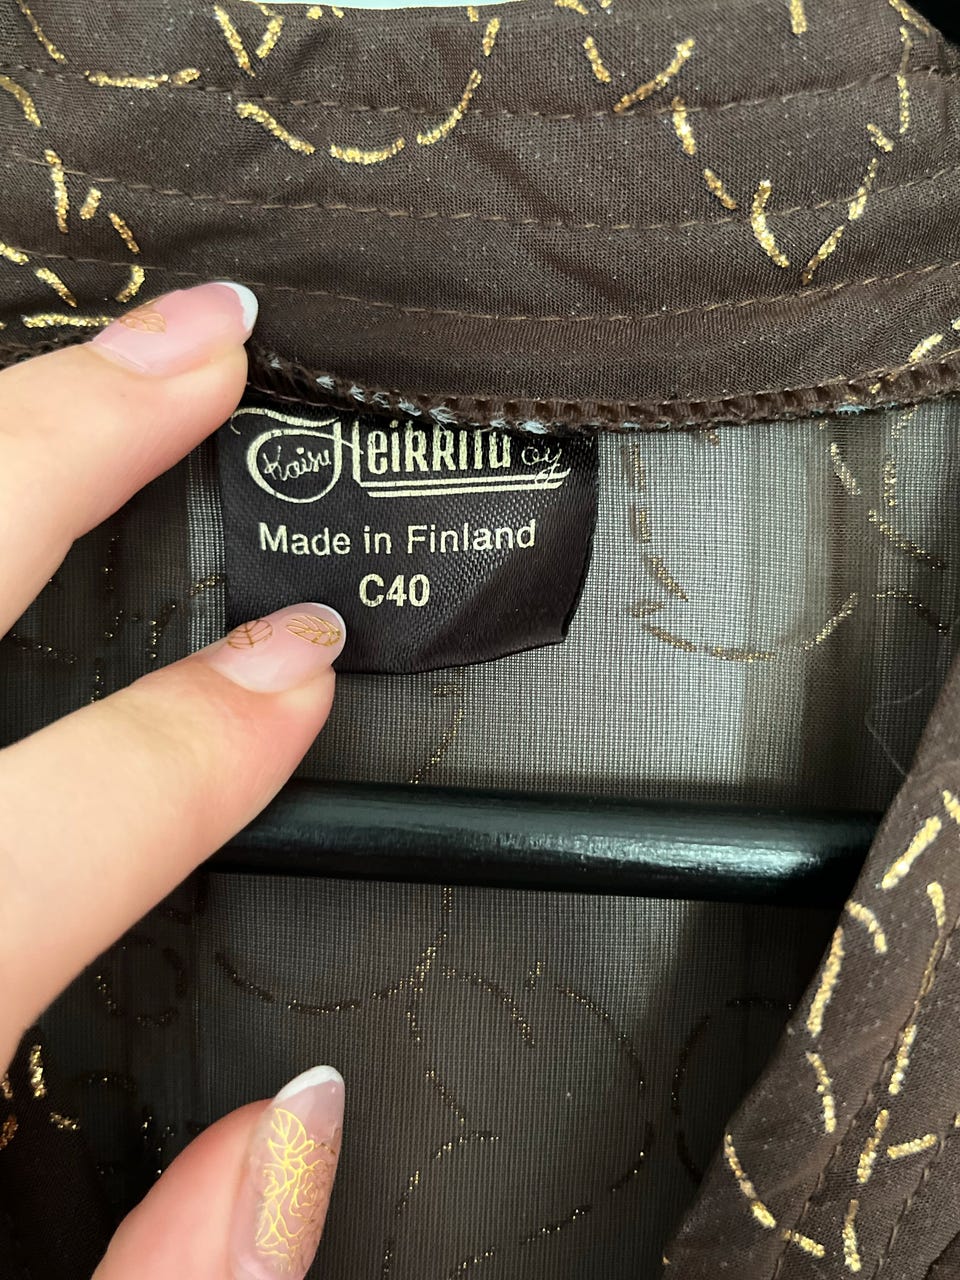 Kaisu Heikkilä oy
Made in Finland
C40